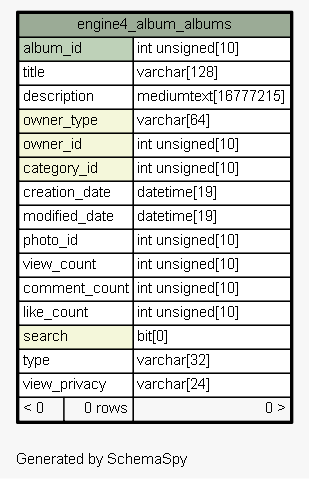 engine4_album_albums
album_id int unsigned[10]
title varchar[128]
description mediumtext[16777215]
owner_type varchar[64]
owner_id int unsigned[10]
category_id int unsigned[10]
creation_date datetime[19]
modified_date datetime[19]
photo_id int unsigned[10]
view_count int unsigned[10]
comment_count int unsigned[10]
like_count int unsigned[10]
search bit[0]
type varchar[32]
view_privacy varchar[24]
< 0 0 rows 0 >
Generated by SchemaSpy